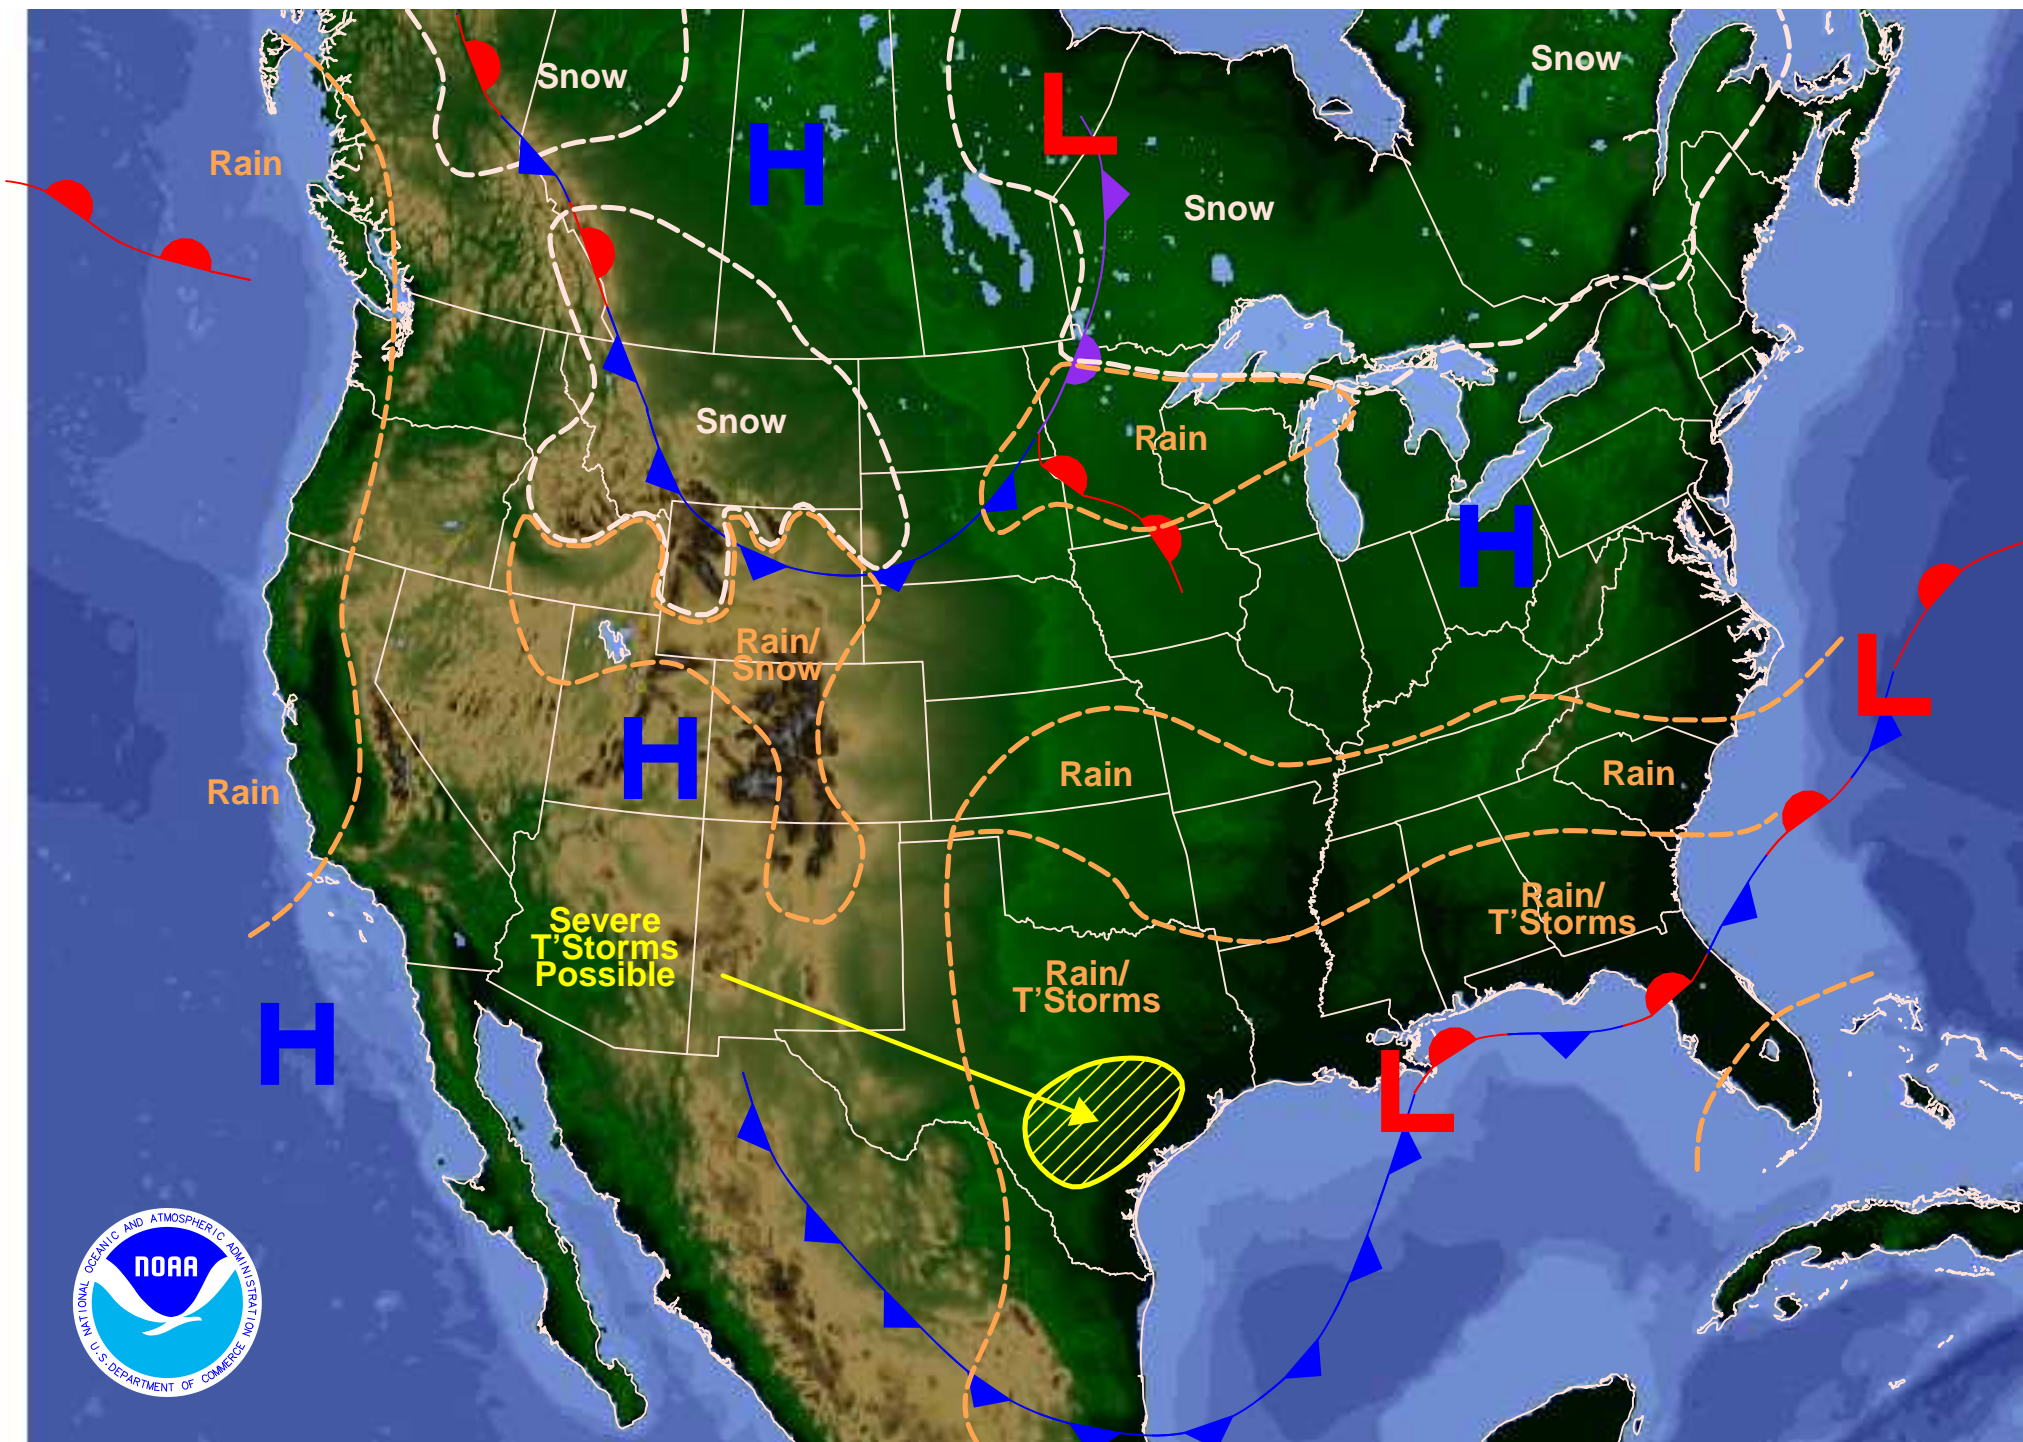 Snow
Snow
H
L
Rain
Snow
Snow
Rain
H
Rain/
Snow
L
H
Rain
Rain
Rain
Severe
T'Storms
Possible
Rain/
T'Storms
Rain/
T'Storms
H
L
NATIONAL OCEANIC AND ATMOSPHERIC ADMINISTRATION
NOAA
U.S. DEPARTMENT OF COMMERCE